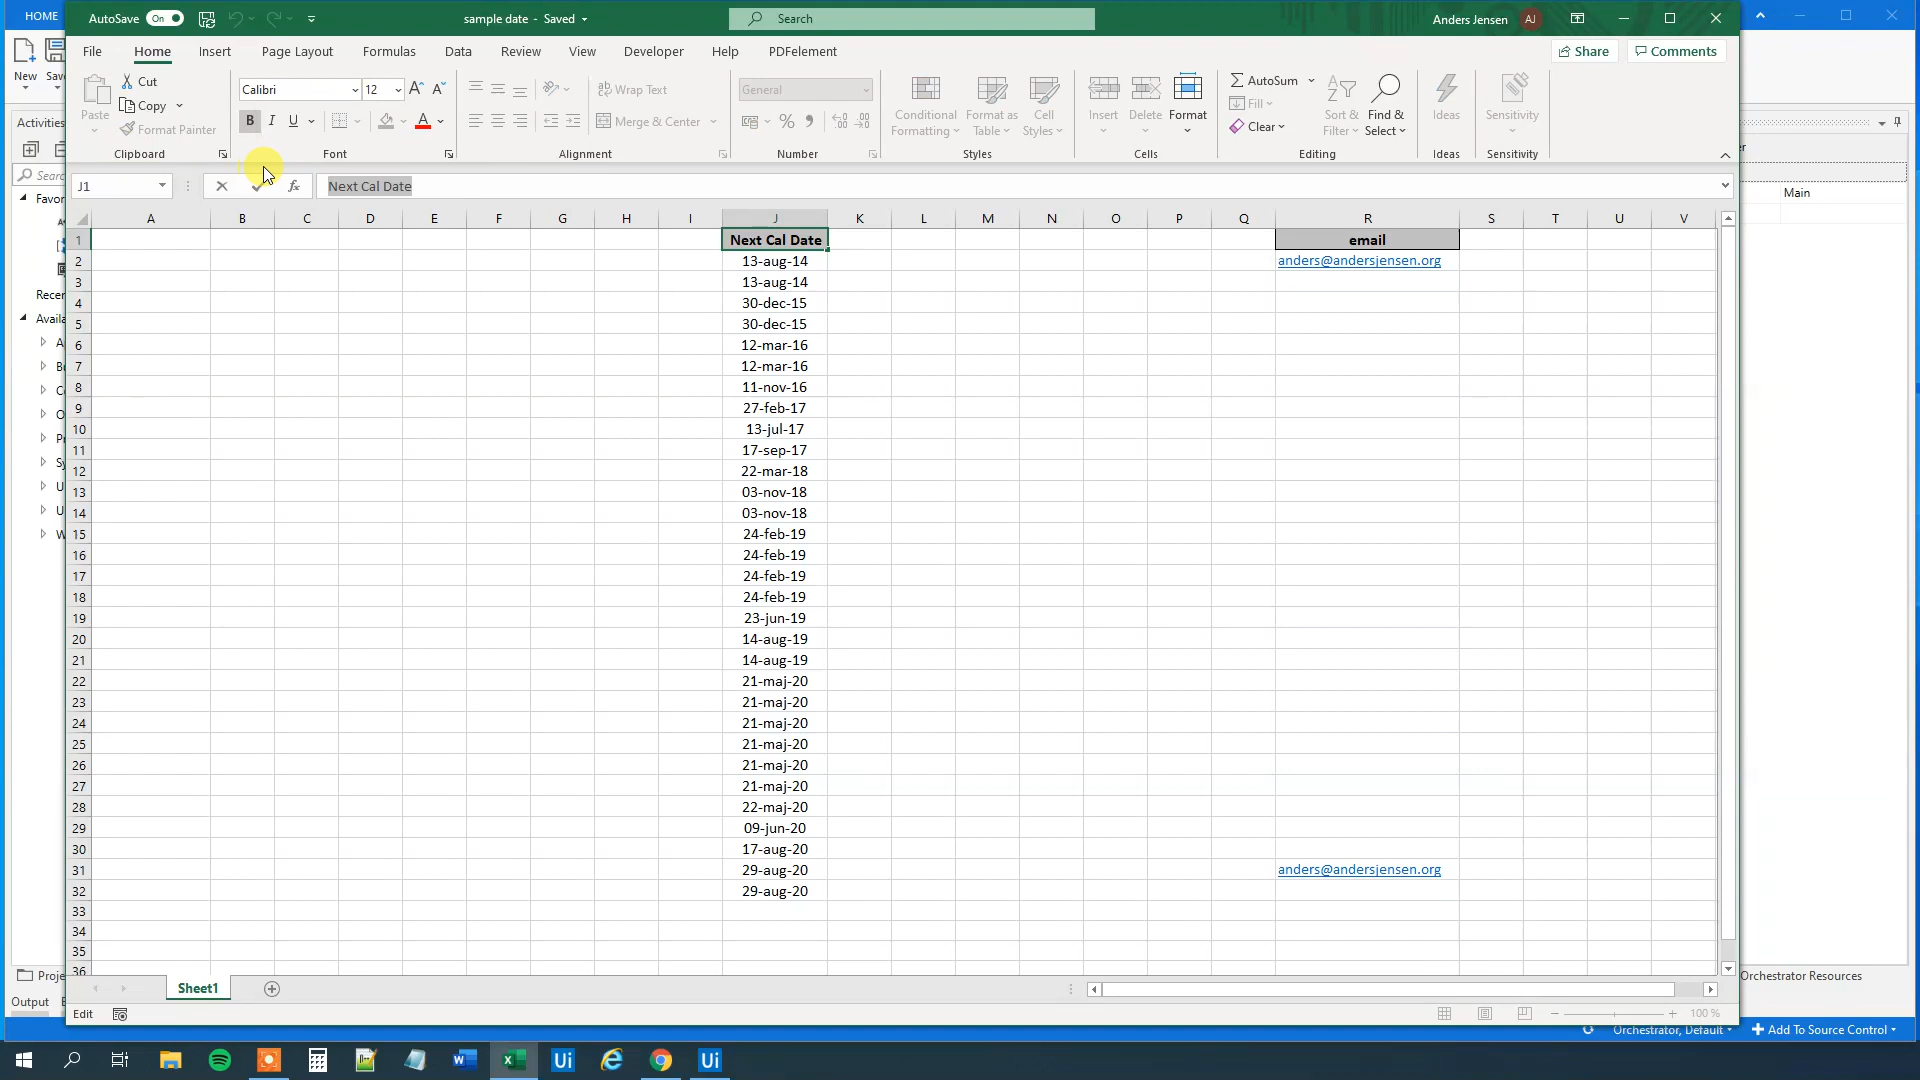 HOME
AutoSave On
sample date - Saved
Search
Anders Jensen AJ
File Home Insert Page Layout Formulas Data Review View Developer Help PDFelement
Share Comments
New
Paste
Cut
Copy
Format Painter
Clipboard
Calibri 12
B I U
Font
Wrap Text
Merge & Center
Alignment
General
Number
Conditional Formatting
Format as Table
Cell Styles
Styles
Insert Delete Format
Cells
AutoSum
Fill
Clear
Sort & Filter
Find & Select
Editing
Ideas
Ideas
Sensitivity
Sensitivity
Activities
J1
fx Next Cal Date
Main
A B C D E F G H I J K L M N O P Q R S T U V
1 Next Cal Date email
2 13-aug-14 anders@andersjensen.org
3 13-aug-14
4 30-dec-15
5 30-dec-15
6 12-mar-16
7 12-mar-16
8 11-nov-16
9 27-feb-17
10 13-jul-17
11 17-sep-17
12 22-mar-18
13 03-nov-18
14 03-nov-18
15 24-feb-19
16 24-feb-19
17 24-feb-19
18 24-feb-19
19 23-jun-19
20 14-aug-19
21 14-aug-19
22 21-maj-20
23 21-maj-20
24 21-maj-20
25 21-maj-20
26 21-maj-20
27 21-maj-20
28 22-maj-20
29 09-jun-20
30 17-aug-20
31 29-aug-20 anders@andersjensen.org
32 29-aug-20
33
34
35
36
Sheet1
Orchestrator Resources
Output
Edit
100 %
Orchestrator, Default
Add To Source Control
Ui
Ui